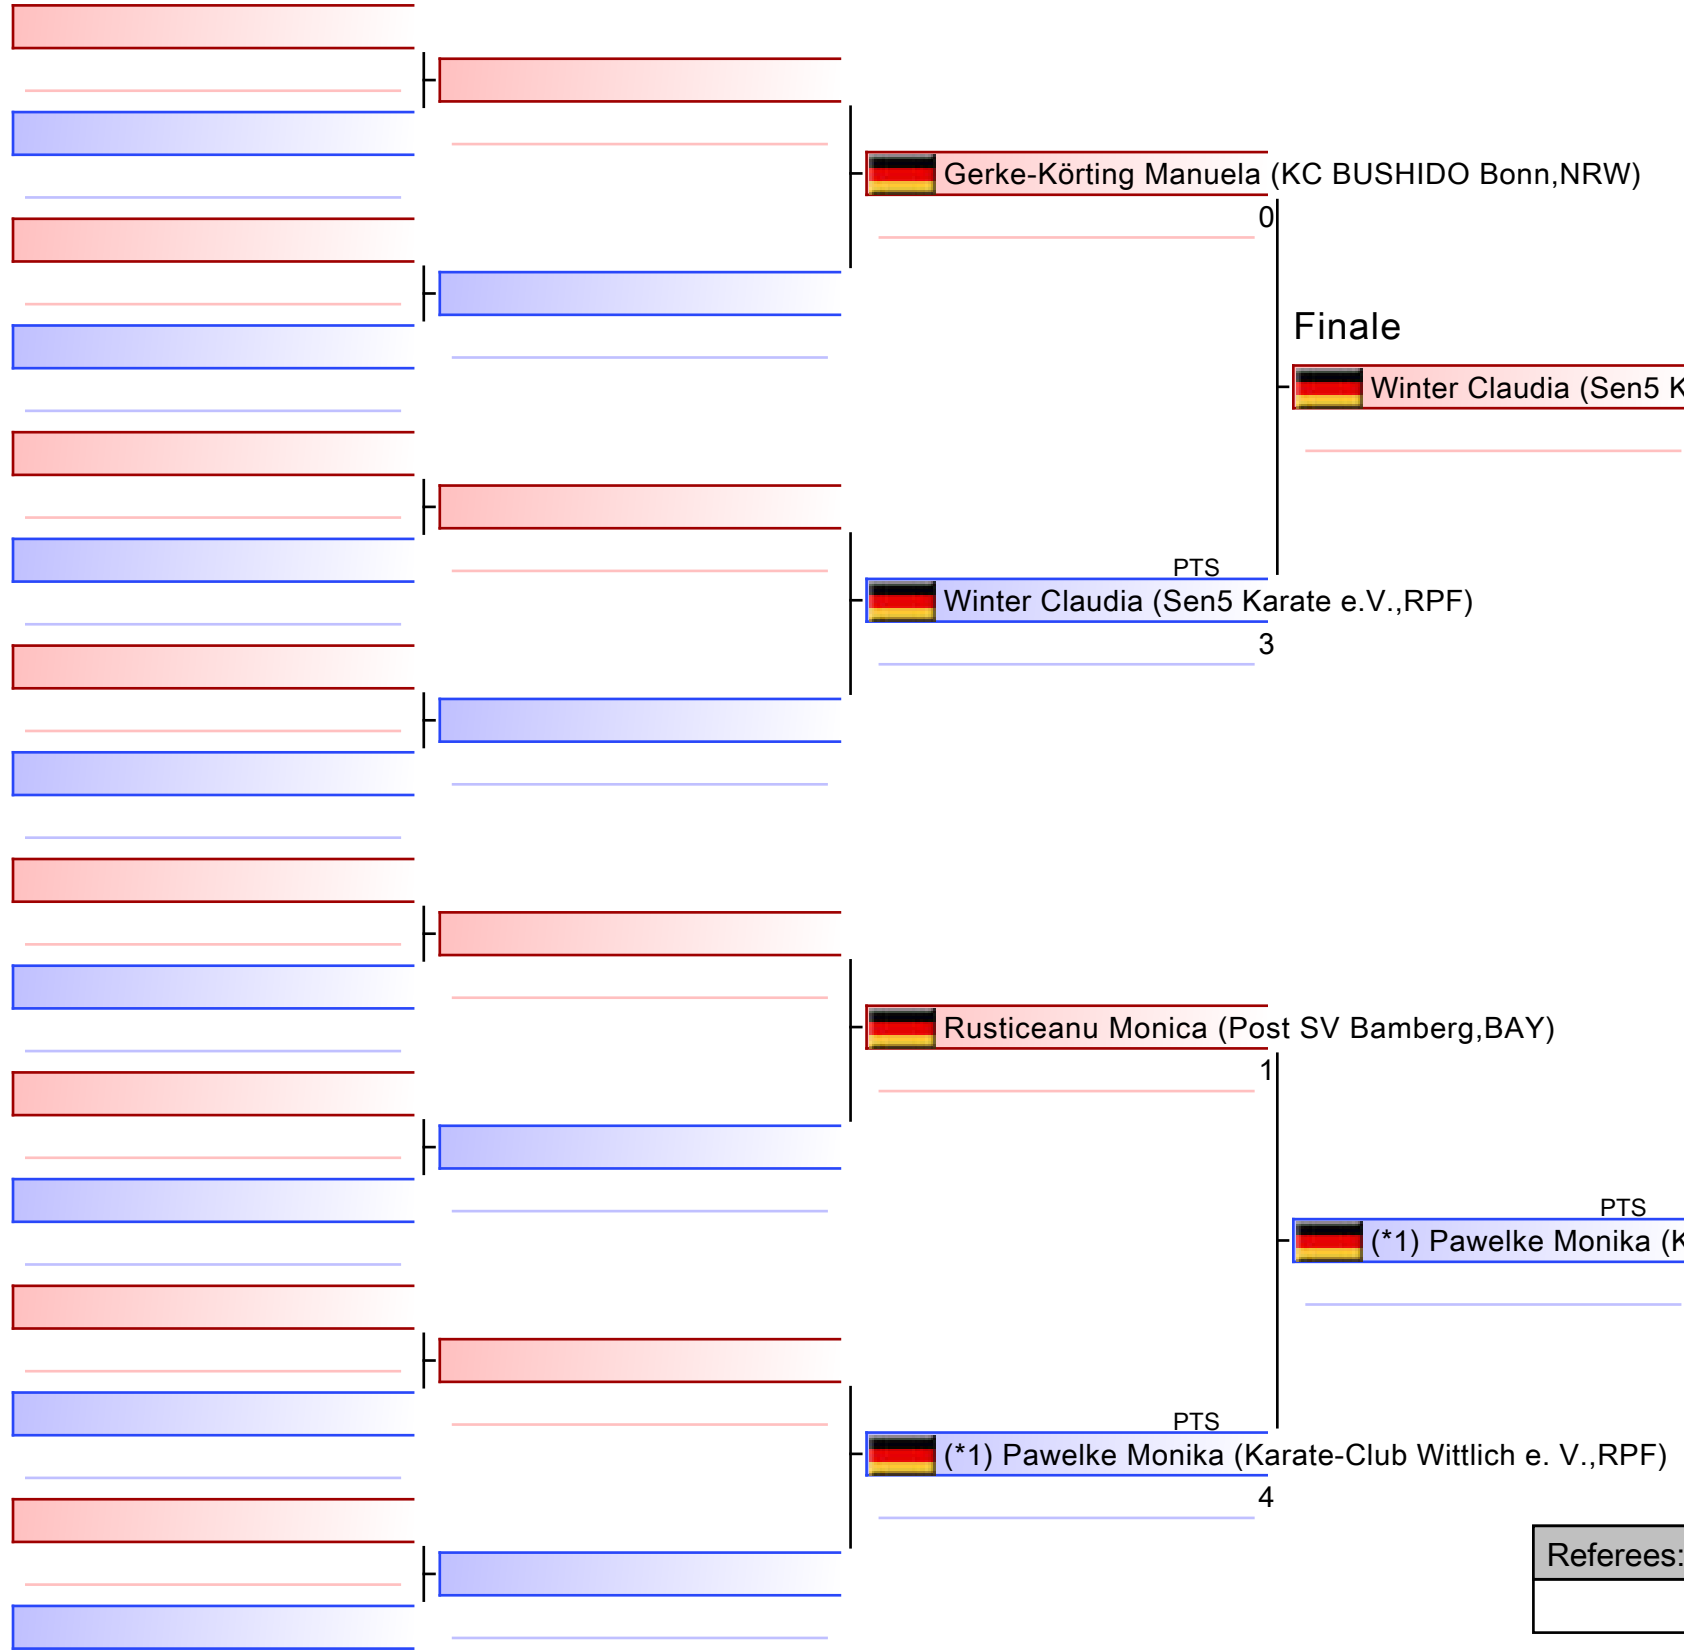 Gerke-Körting Manuela (KC BUSHIDO Bonn,NRW)
0
Finale
Winter Claudia (Sen5 K
PTS
Winter Claudia (Sen5 Karate e.V.,RPF)
3
Rusticeanu Monica (Post SV Bamberg,BAY)
1
PTS
(*1) Pawelke Monika (K
PTS
(*1) Pawelke Monika (Karate-Club Wittlich e. V.,RPF)
4
Referees: